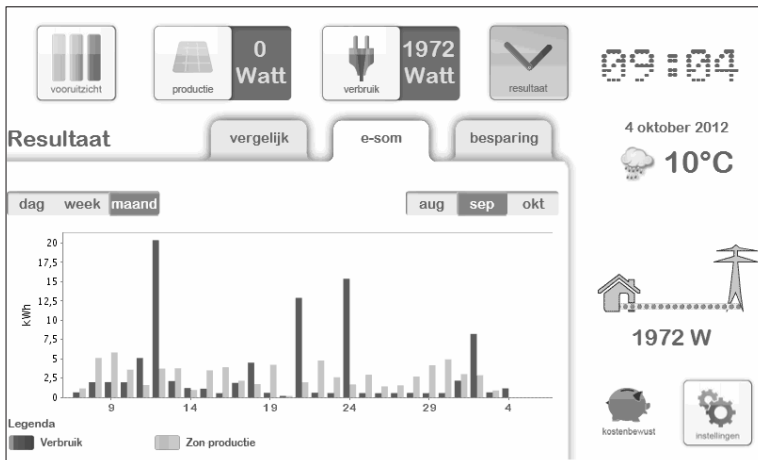 0
Watt
1972
Watt
vooruitzicht
productie
verbruik
resultaat
09:04
4 oktober 2012
10°C
Resultaat
vergelijk
e-som
besparing
dag week maand
aug sep okt
20
17,5
15
12,5
10
7,5
5
2,5
0
kWh
9 14 19 24 29 4
Legenda
Verbruik
Zon productie
1972 W
kostenbewust
instellingen